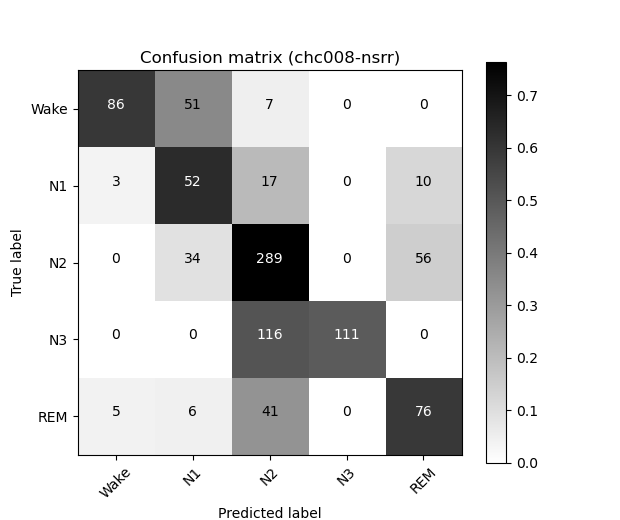 Confusion matrix (chc008-nsrr)
Wake 86 51 7 0 0
N1 3 52 17 0 10
N2 0 34 289 0 56
N3 0 0 116 111 0
REM 5 6 41 0 76
Wake N1 N2 N3 REM
True label
Predicted label
0.7
0.6
0.5
0.4
0.3
0.2
0.1
0.0